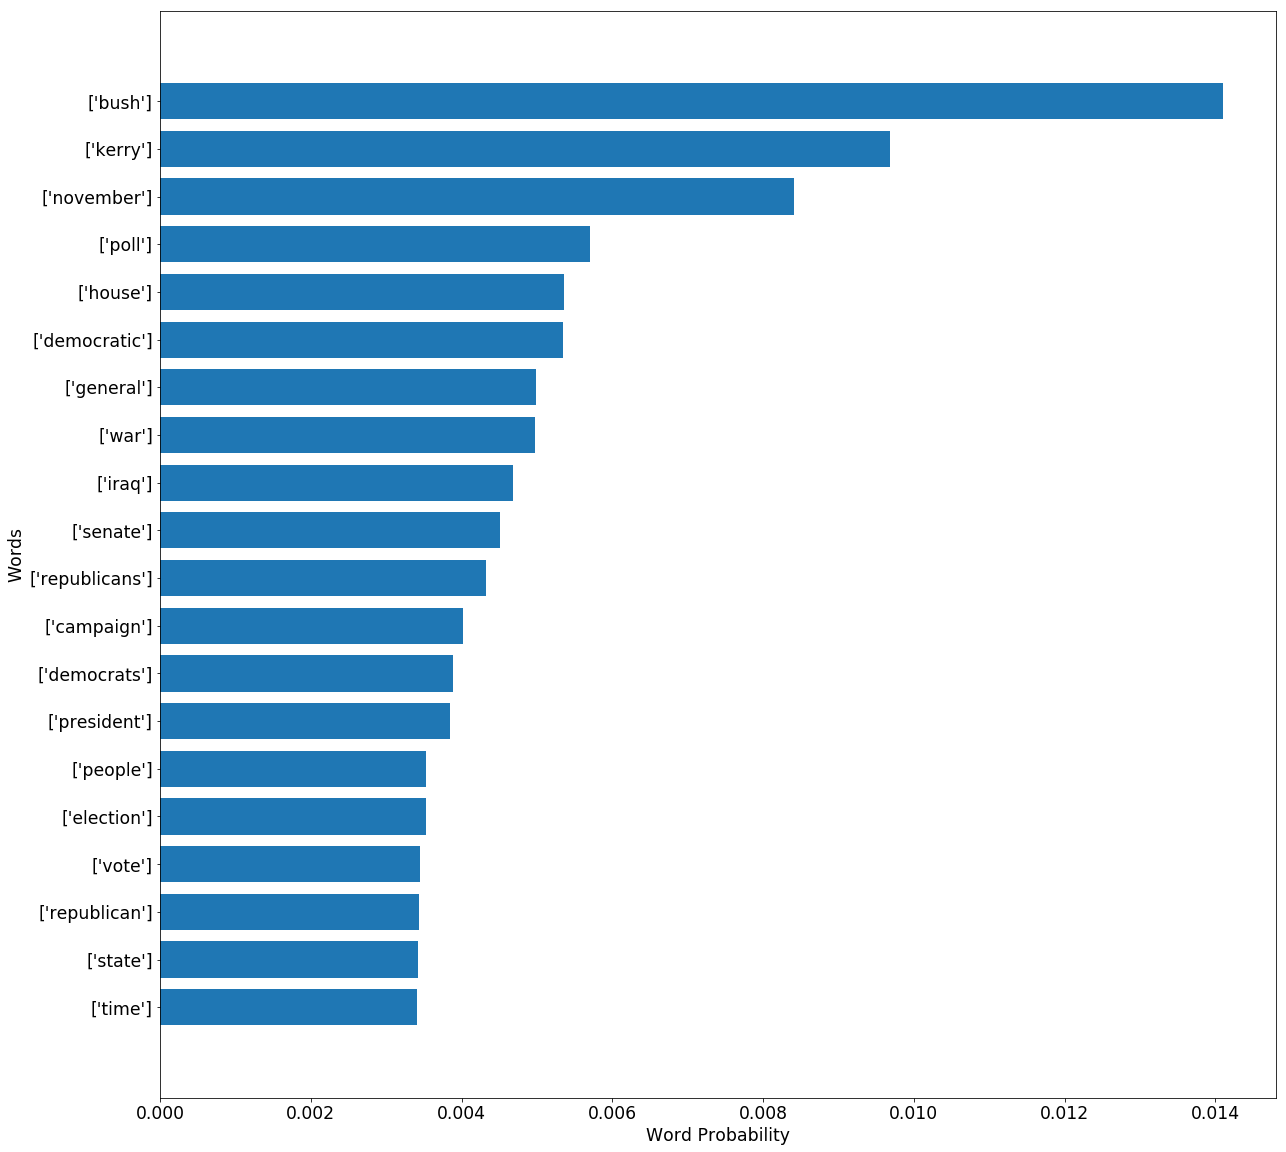 ['bush']
['kerry']
['november']
['poll']
['house']
['democratic']
['general']
['war']
['iraq']
['senate']
['republicans']
['campaign']
['democrats']
['president']
['people']
['election']
['vote']
['republican']
['state']
['time']
Words
0.000 0.002 0.004 0.006 0.008 0.010 0.012 0.014
Word Probability